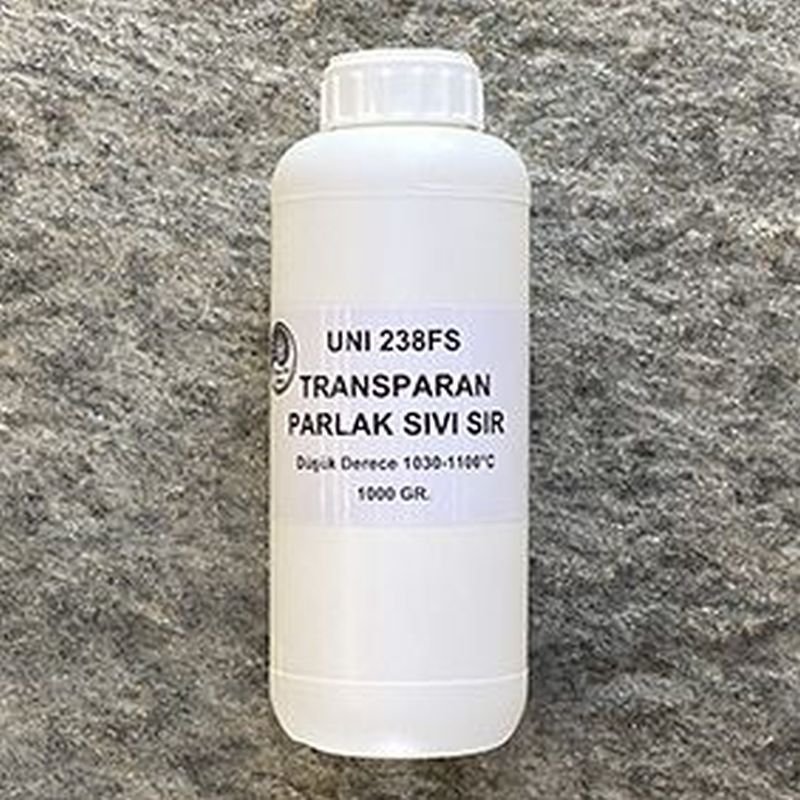 UNI 238FS
TRANSPARAN
PARLAK SIVI SIR
Düşük Derece 1030-1100°C
1000 GR.